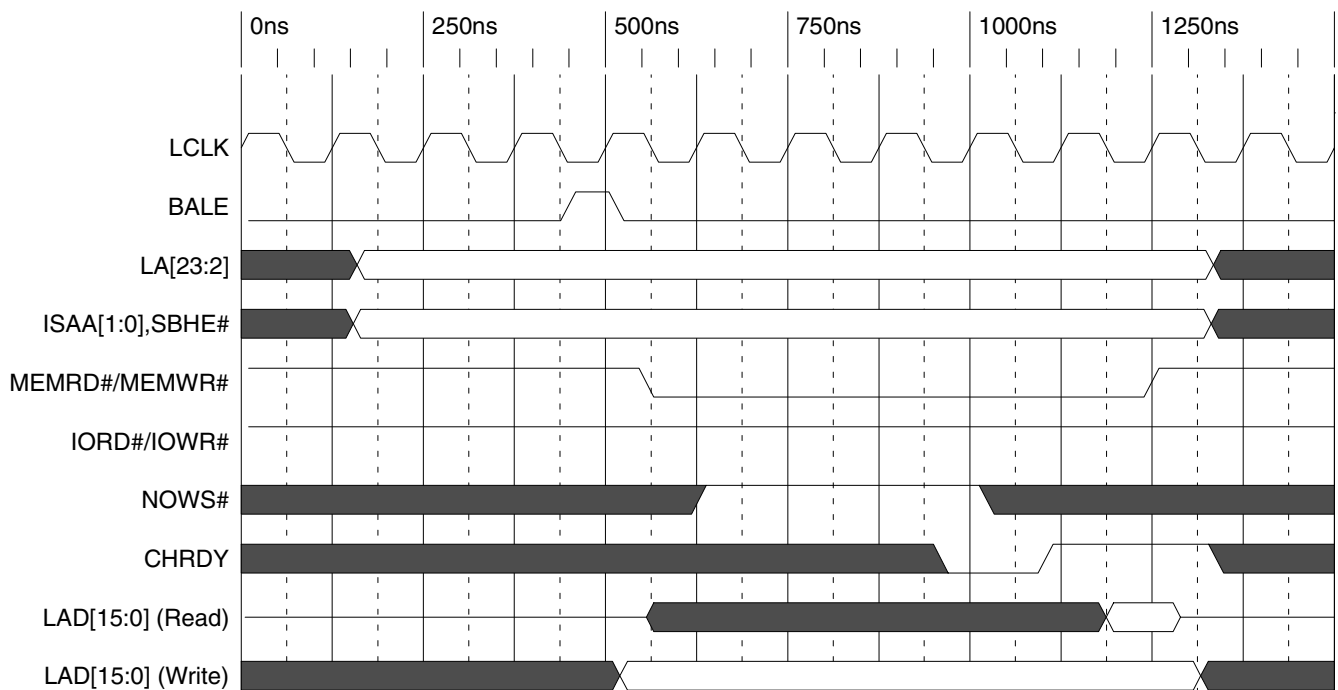 0ns 250ns 500ns 750ns 1000ns 1250ns
LCLK
BALE
LA[23:2]
ISAA[1:0],SBHE#
MEMRD#/MEMWR#
IORD#/IOWR#
NOWS#
CHRDY
LAD[15:0] (Read)
LAD[15:0] (Write)